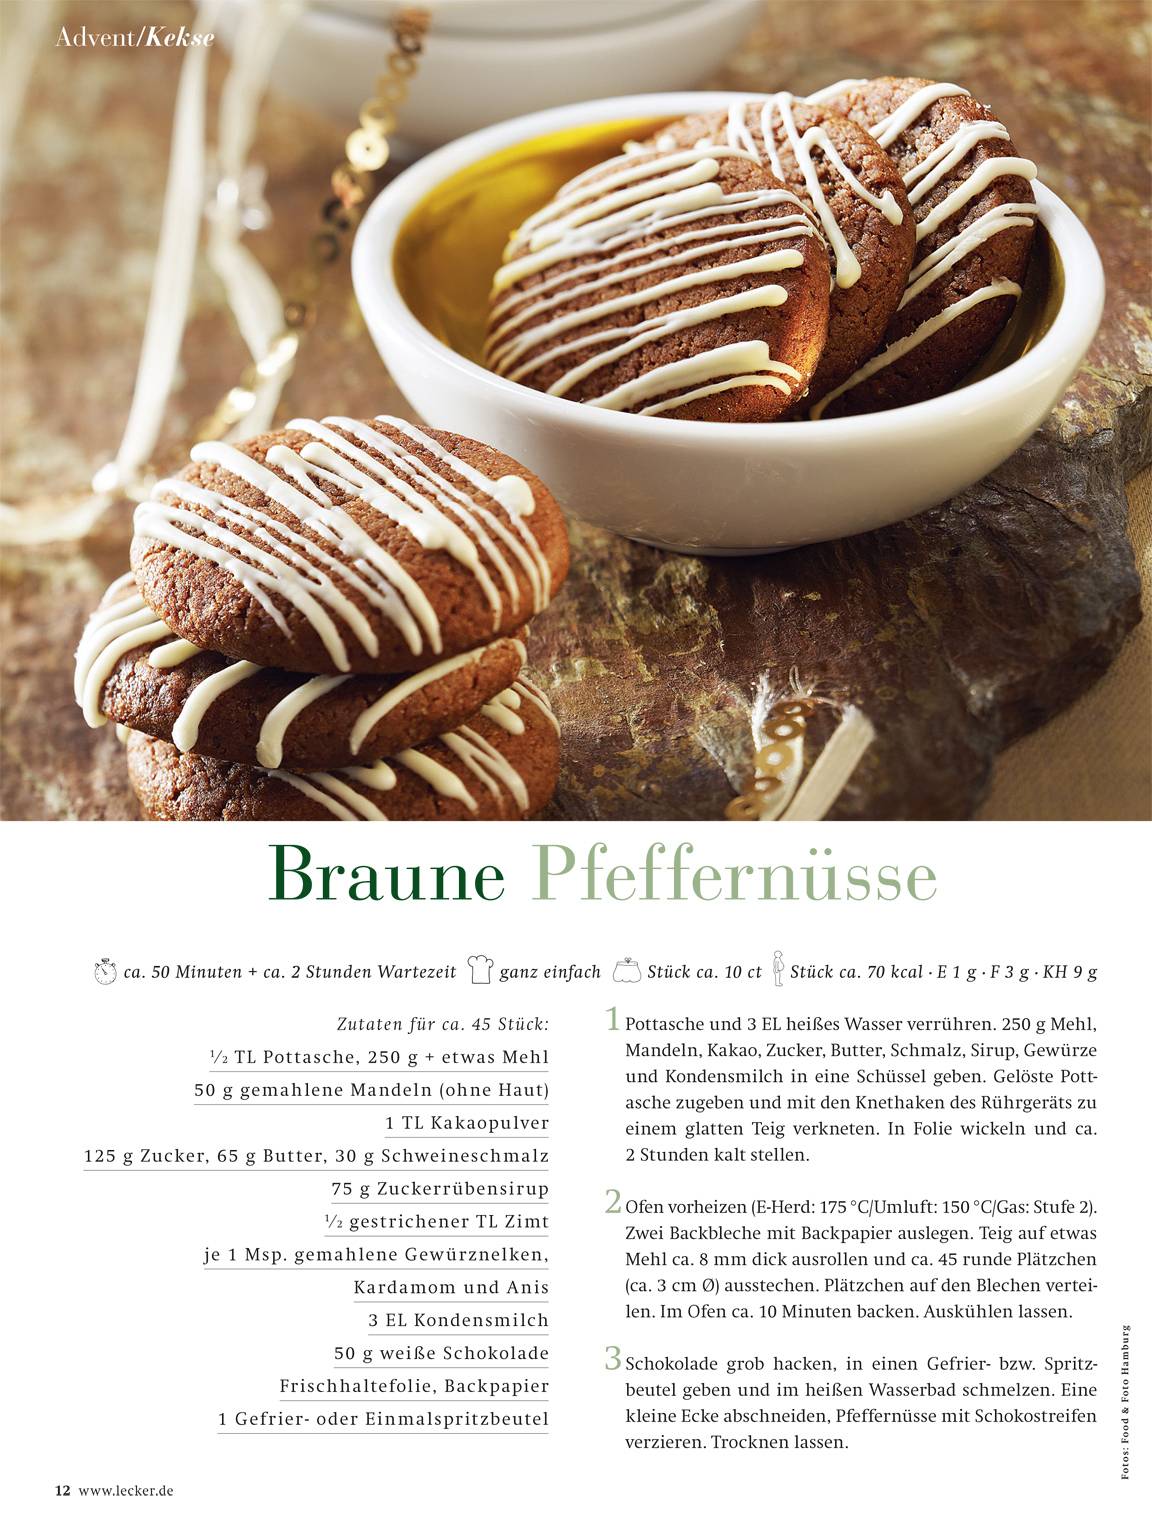 Advent/Kekse
Braune Pfeffernüsse
ca. 50 Minuten + ca. 2 Stunden Wartezeit ganz einfach Stück ca. 10 ct Stück ca. 70 kcal · E 1 g · F 3 g · KH 9 g
Zutaten für ca. 45 Stück:
½ TL Pottasche, 250 g + etwas Mehl
50 g gemahlene Mandeln (ohne Haut)
1 TL Kakaopulver
125 g Zucker, 65 g Butter, 30 g Schweineschmalz
75 g Zuckerrübensirup
½ gestrichener TL Zimt
je 1 Msp. gemahlene Gewürznelken,
Kardamom und Anis
3 EL Kondensmilch
50 g weiße Schokolade
Frischhaltefolie, Backpapier
1 Gefrier- oder Einmalspritzbeutel
1 Pottasche und 3 EL heißes Wasser verrühren. 250 g Mehl,
Mandeln, Kakao, Zucker, Butter, Schmalz, Sirup, Gewürze
und Kondensmilch in eine Schüssel geben. Gelöste Pott-
asche zugeben und mit den Knethaken des Rührgeräts zu
einem glatten Teig verkneten. In Folie wickeln und ca.
2 Stunden kalt stellen.
2 Ofen vorheizen (E-Herd: 175 °C/Umluft: 150 °C/Gas: Stufe 2).
Zwei Backbleche mit Backpapier auslegen. Teig auf etwas
Mehl ca. 8 mm dick ausrollen und ca. 45 runde Plätzchen
(ca. 3 cm Ø) ausstechen. Plätzchen auf den Blechen vertei-
len. Im Ofen ca. 10 Minuten backen. Auskühlen lassen.
3 Schokolade grob hacken, in einen Gefrier- bzw. Spritz-
beutel geben und im heißen Wasserbad schmelzen. Eine
kleine Ecke abschneiden, Pfeffernüsse mit Schokostreifen
verzieren. Trocknen lassen.
Fotos: Food & Foto Hamburg
12 www.lecker.de